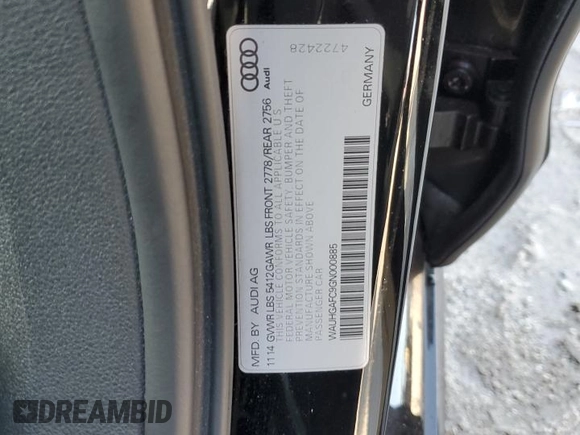 MFD. BY AUDI AG
11 14 GVWR LBS 5412GAWR LBS FRONT 2778/REAR 2756
THIS VEHICLE CONFORMS TO ALL APPLICABLE U S
FEDERAL MOTOR VEHICLE SAFETY, BUMPER AND THEFT
PREVENTION STANDARDS IN EFFECT ON THE DATE OF
MANUFACTURE SHOWN ABOVE
PASSENGER CAR
WAUHGAFC9GN000885
GERMANY
Audi
4722428
DREAMBID